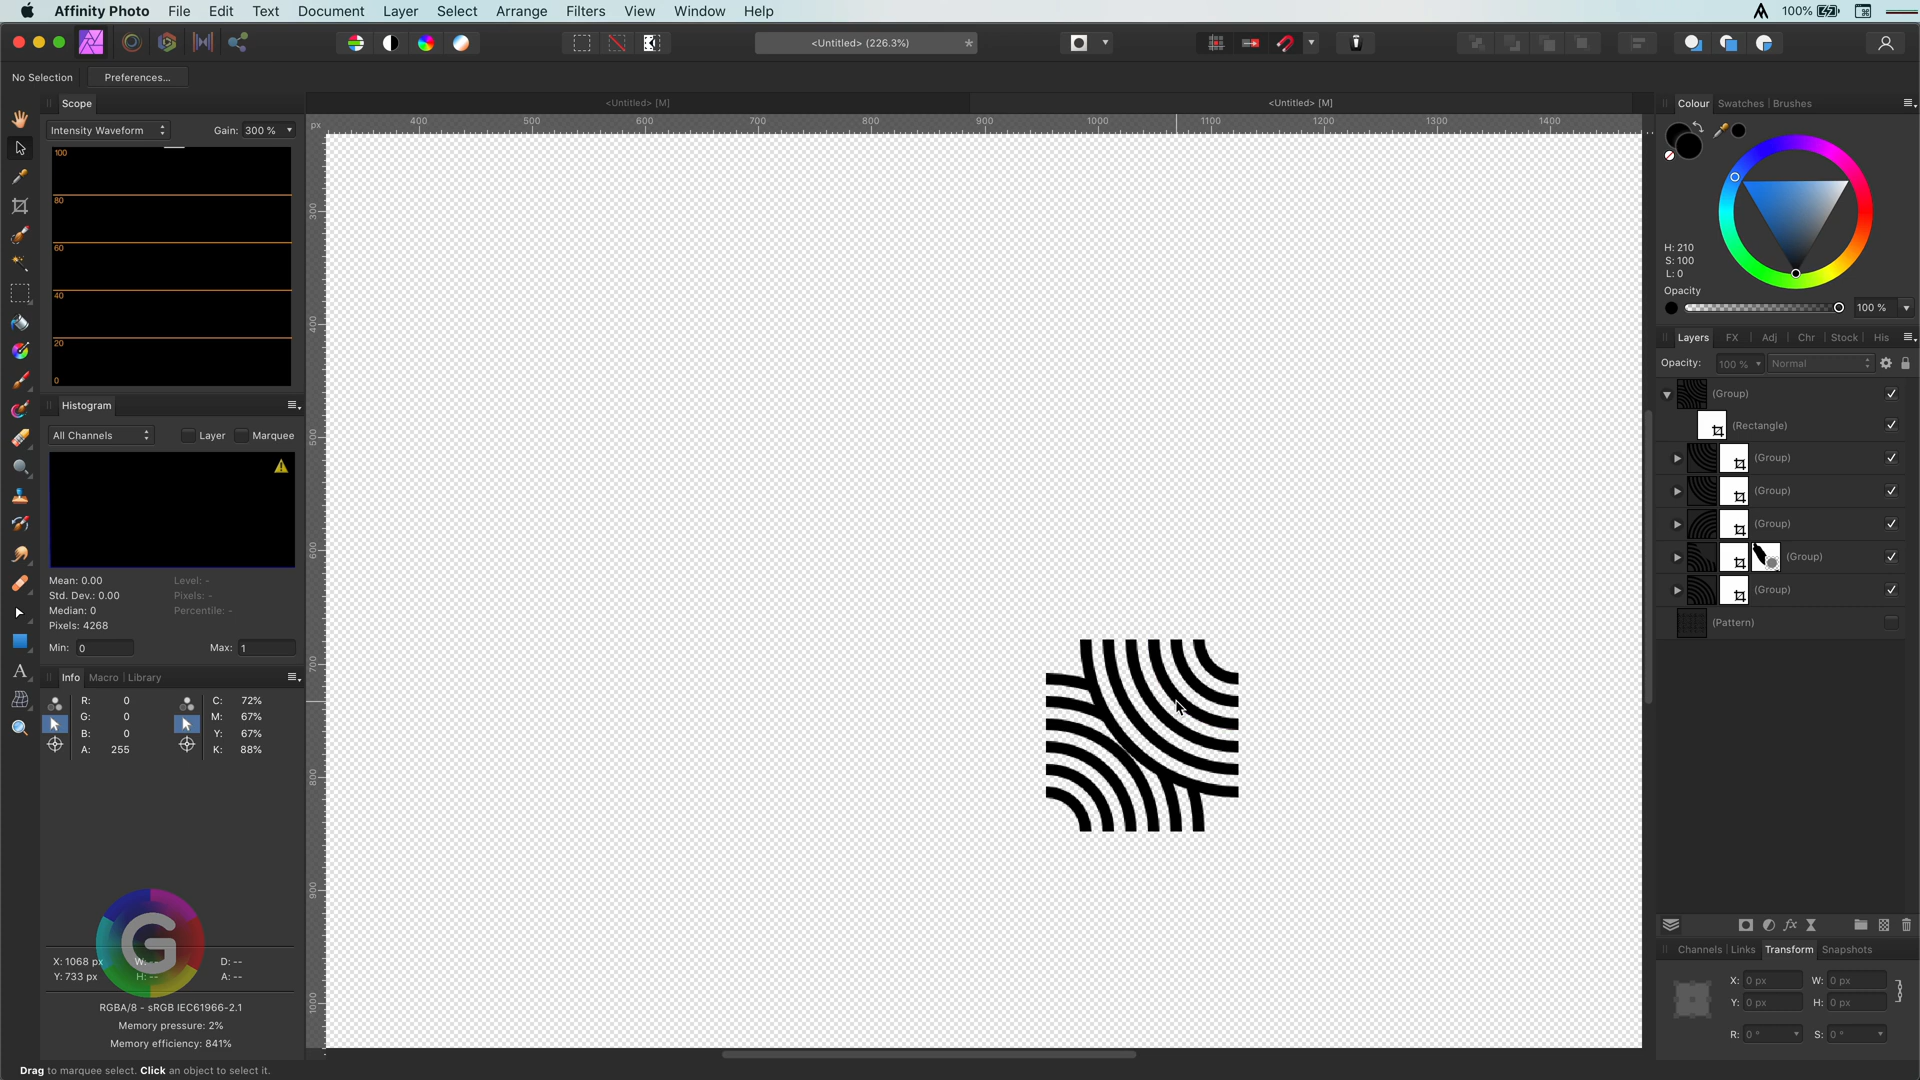 Affinity Photo File Edit Text Document Layer Select Arrange Filters View Window Help 100%
<Untitled> (226.3%) *
No Selection Preferences...
Scope
<Untitled> [M] <Untitled> [M]
Colour Swatches Brushes
px 400 500 600 700 800 900 1000 1100 1200 1300 1400
Intensity Waveform Gain: 300 %
100
80
60
40
20
0
300
400
500
600
700
800
900
1000
H: 210
S: 100
L: 0
Opacity
100 %
Layers FX Adj Chr Stock His
Opacity: 100 % Normal
(Group)
(Rectangle)
(Group)
(Group)
(Group)
(Group)
(Group)
(Pattern)
Histogram
All Channels Layer Marquee
Mean: 0.00 Level: -
Std. Dev.: 0.00 Pixels: -
Median: 0 Percentile: -
Pixels: 4268
Min: 0 Max: 1
Info Macro Library
R: 0 C: 72%
G: 0 M: 67%
B: 0 Y: 67%
A: 255 K: 88%
G
X: 1068 px W: -- D: --
Y: 733 px H: -- A: --
RGBA/8 - sRGB IEC61966-2.1
Memory pressure: 2%
Memory efficiency: 841%
fx
Channels Links Transform Snapshots
X: 0 px W: 0 px
Y: 0 px H: 0 px
R: 0 ° S: 0 °
Drag to marquee select. Click an object to select it.